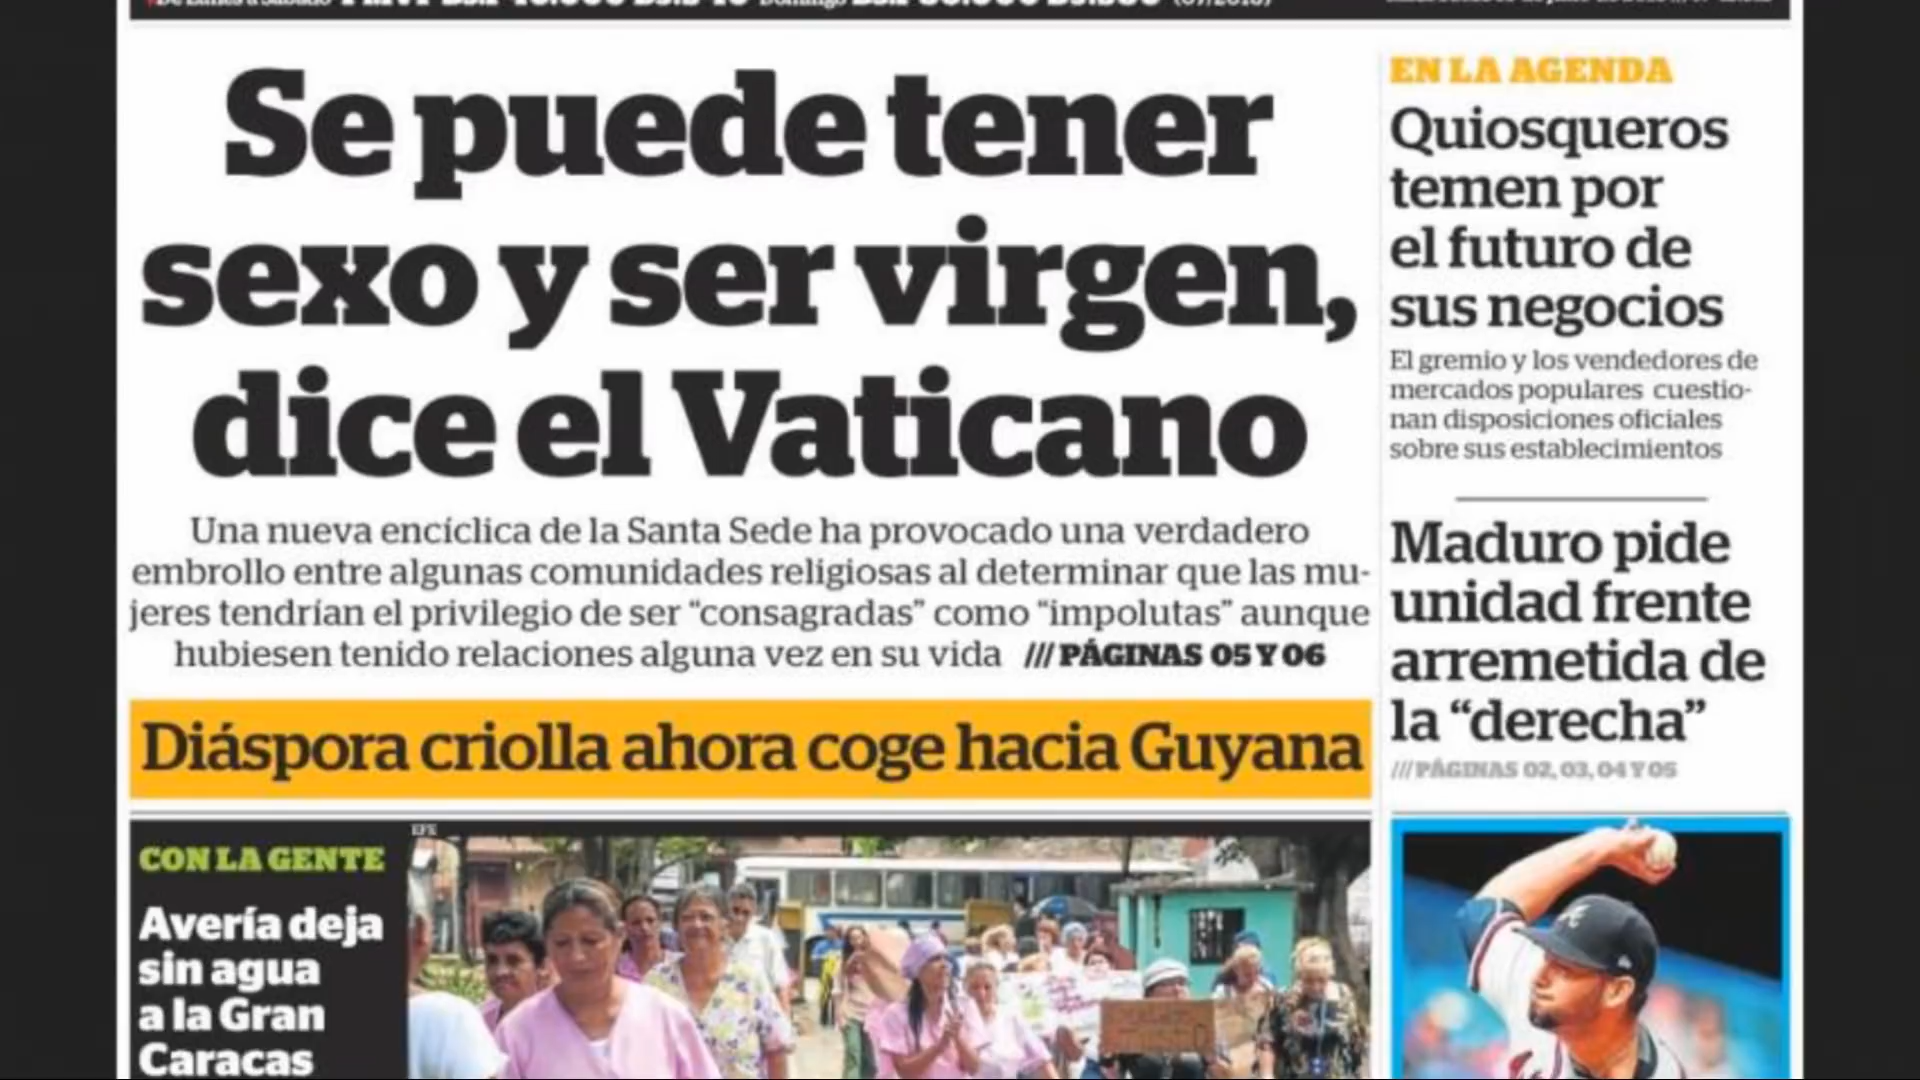 Se puede tener
sexo y ser virgen,
dice el Vaticano
Una nueva encíclica de la Santa Sede ha provocado una verdadero
embrollo entre algunas comunidades religiosas al determinar que las mu-
jeres tendrían el privilegio de ser “consagradas” como “impolutas” aunque
hubiesen tenido relaciones alguna vez en su vida /// PÁGINAS 05 Y 06
Diáspora criolla ahora coge hacia Guyana
EN LA AGENDA
Quiosqueros
temen por
el futuro de
sus negocios
El gremio y los vendedores de
mercados populares cuestio-
nan disposiciones oficiales
sobre sus establecimientos
Maduro pide
unidad frente
arremetida de
la “derecha”
///PÁGINAS 02, 03, 04 Y 05
EFE
CON LA GENTE
Avería deja
sin agua
a la Gran
Caracas